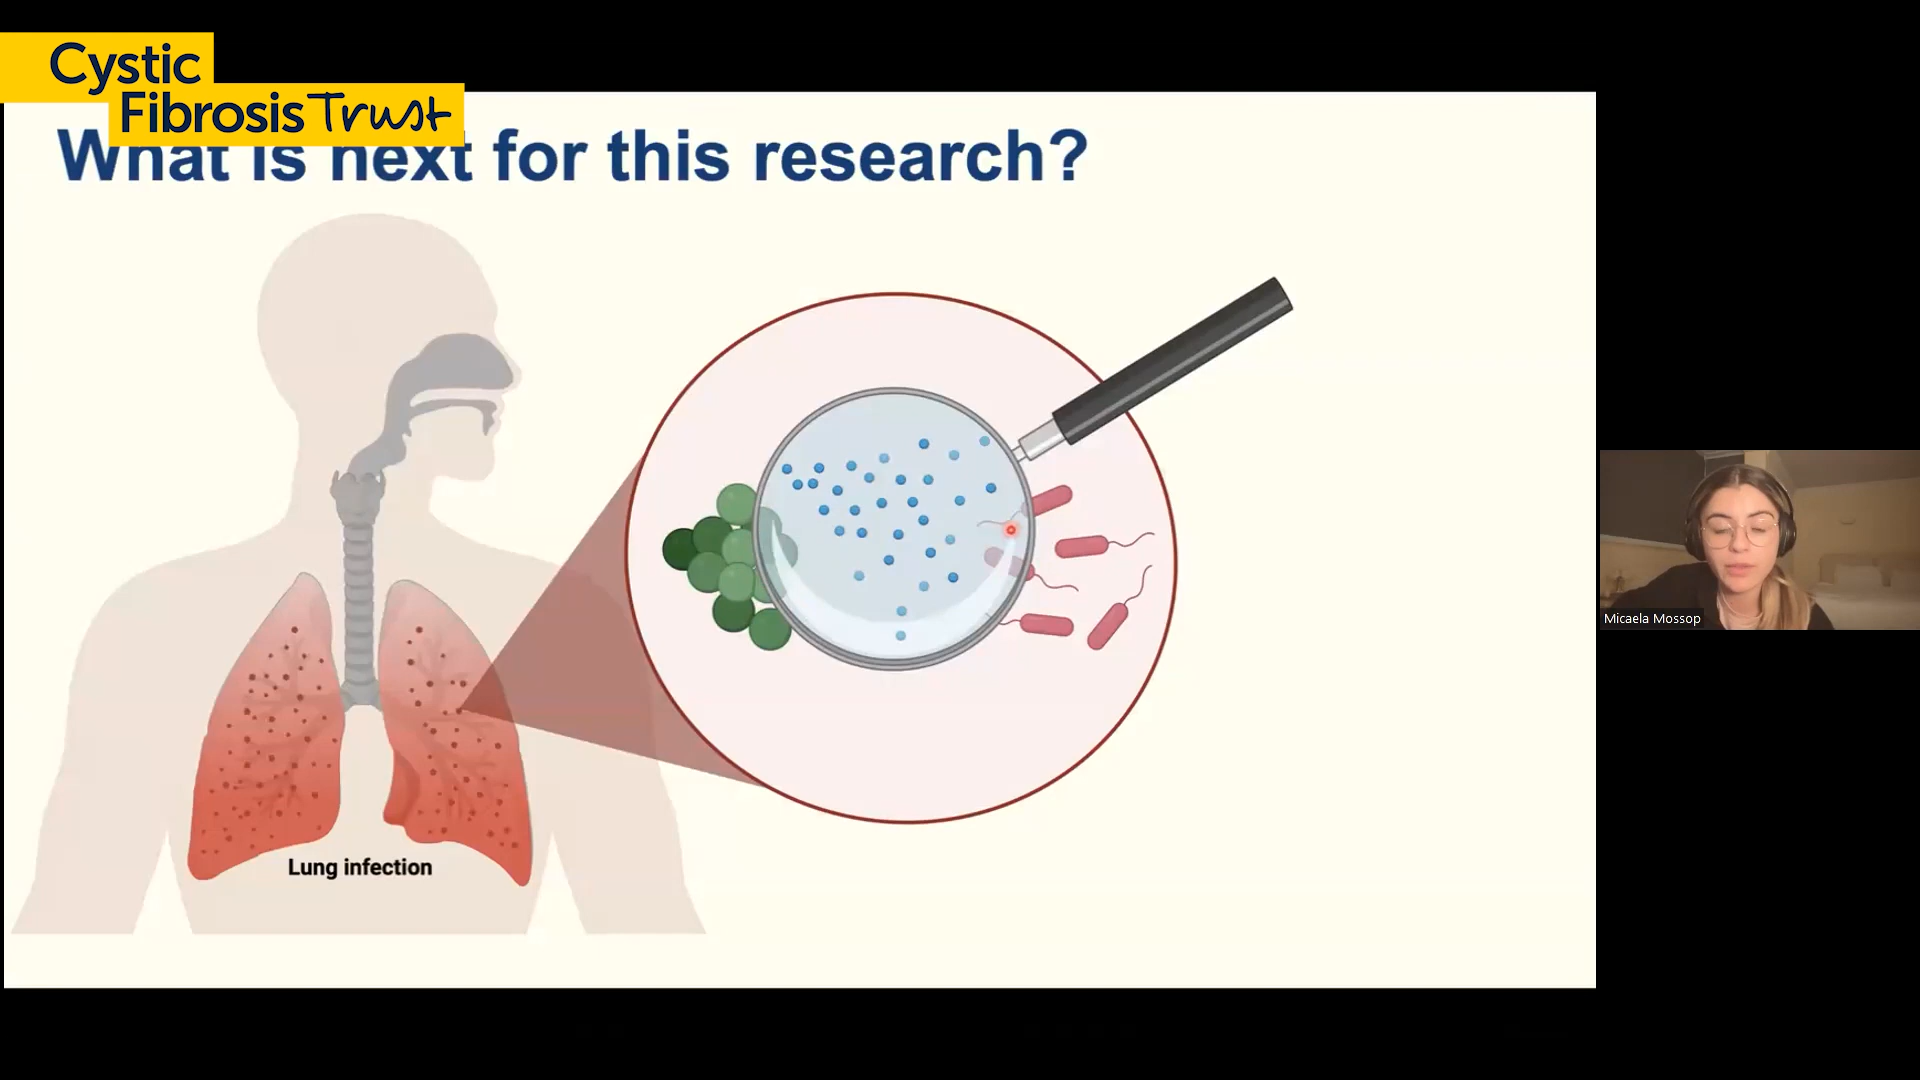 Cystic
Fibrosis Trust
What is next for this research?
Lung infection
Micaela Mossop